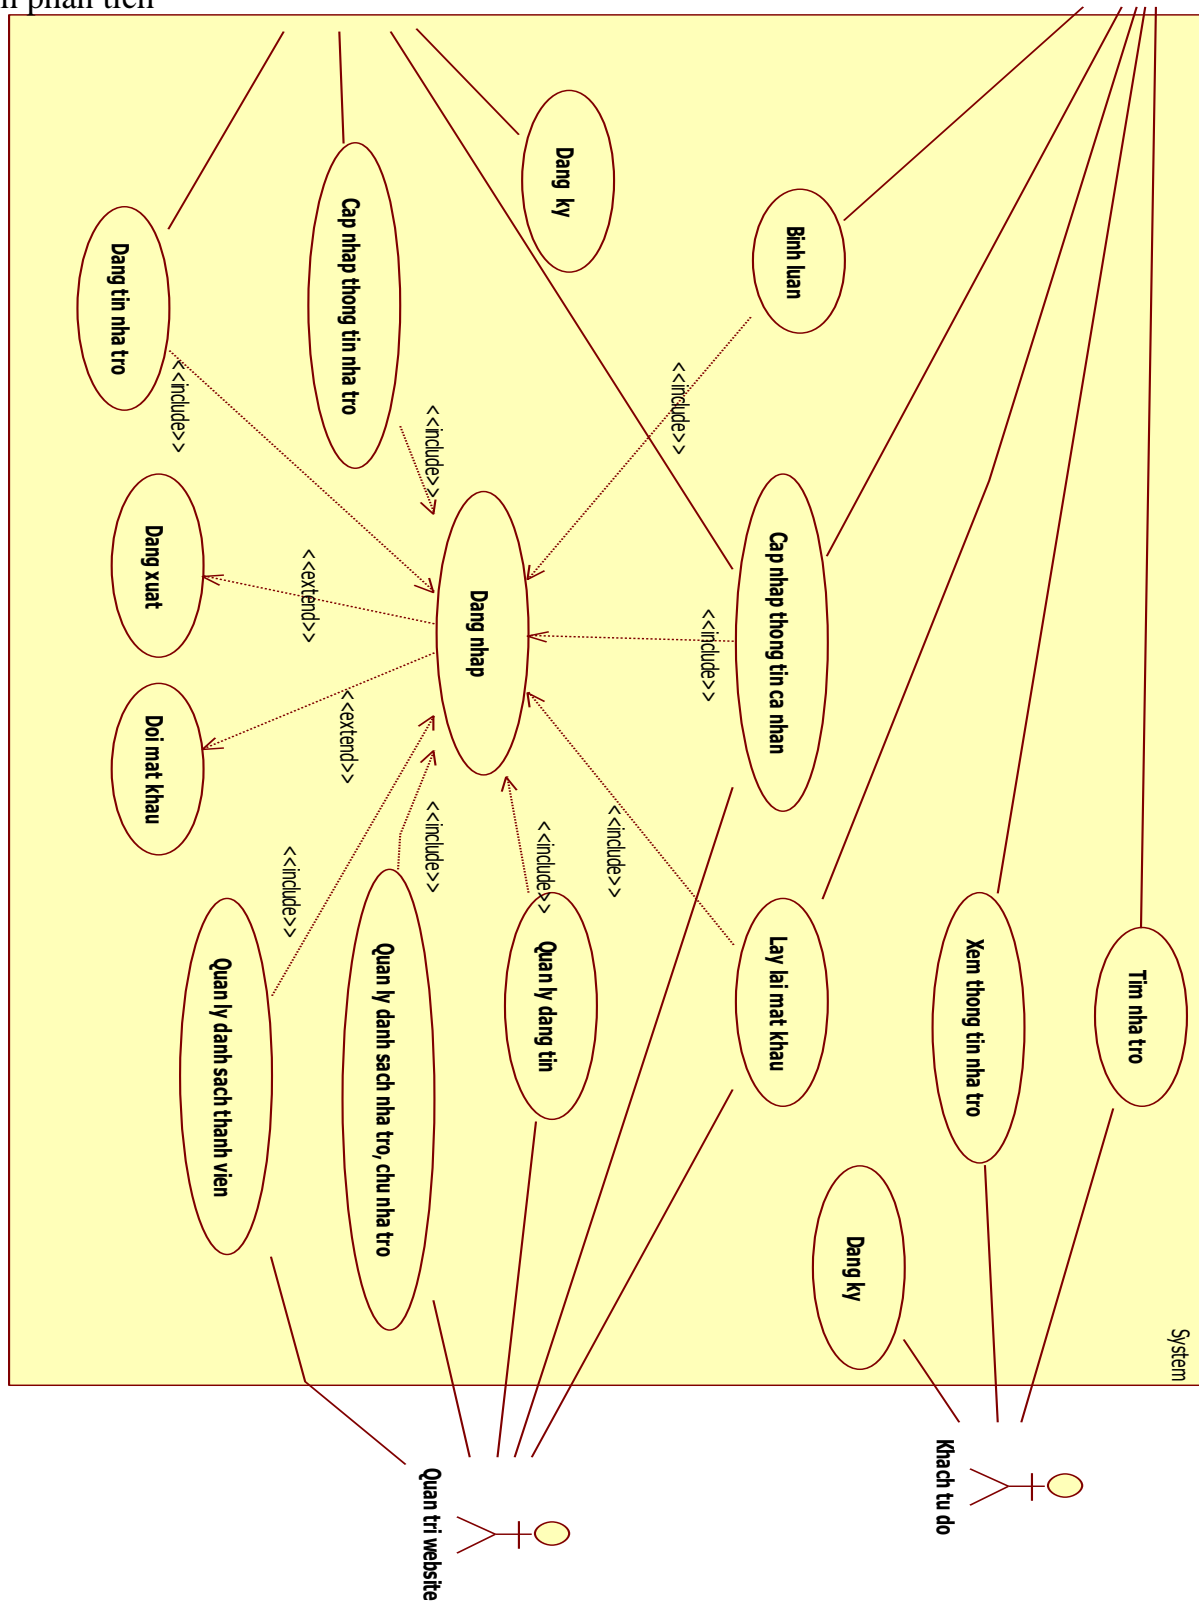 n phan tich
System
Tim nha tro
Xem thong tin nha tro
Dang ky
Khach tu do
Binh luan
Cap nhap thong tin ca nhan
Lay lai mat khau
<<include>>
<<include>>
<<include>>
Dang ky
Dang nhap
Quan ly dang tin
<<include>>
Cap nhap thong tin nha tro
<<include>>
<<include>>
Quan ly danh sach nha tro, chu nha tro
Quan tri website
<<extend>>
<<extend>>
<<include>>
Quan ly danh sach thanh vien
<<include>>
Dang tin nha tro
Dang xuat
Doi mat khau